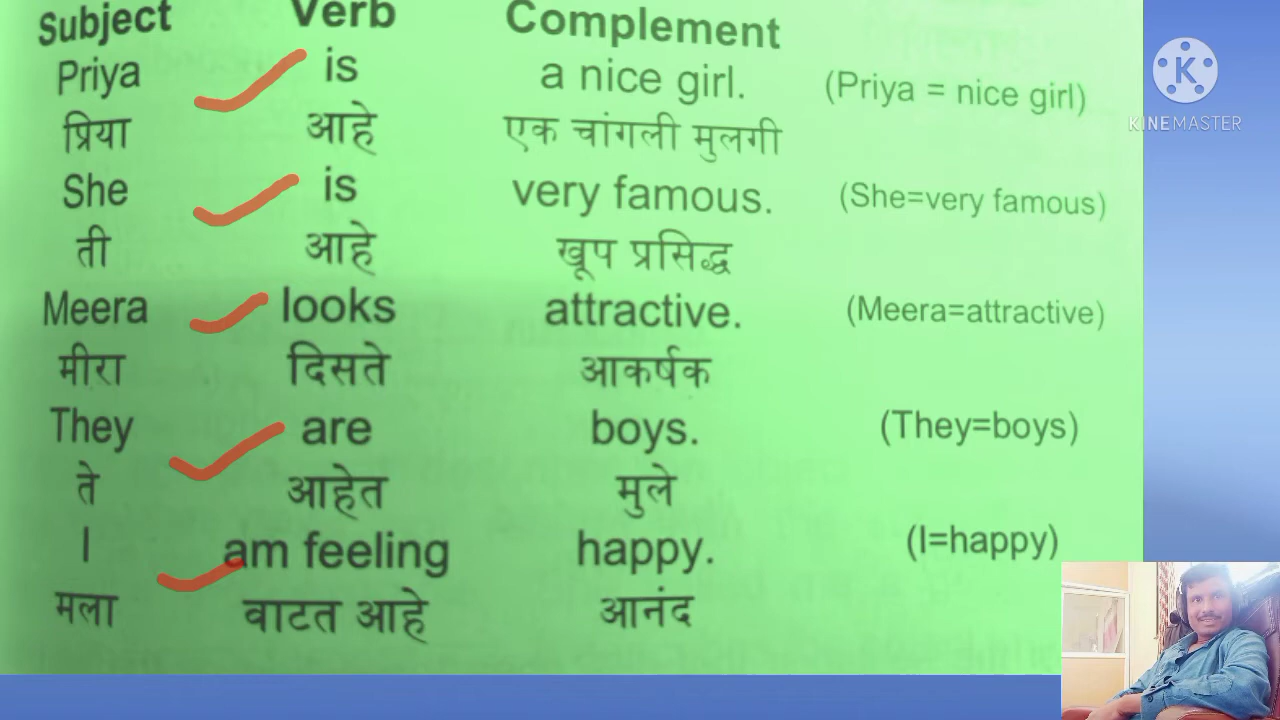 Subject Verb Complement
Priya is a nice girl. (Priya = nice girl)
प्रिया आहे एक चांगली मुलगी
She is very famous. (She=very famous)
ती आहे खूप प्रसिद्ध
Meera looks attractive. (Meera=attractive)
मीरा दिसते आकर्षक
They are boys. (They=boys)
ते आहेत मुले
I am feeling happy. (I=happy)
मला वाटत आहे आनंद
K
KINEMASTER